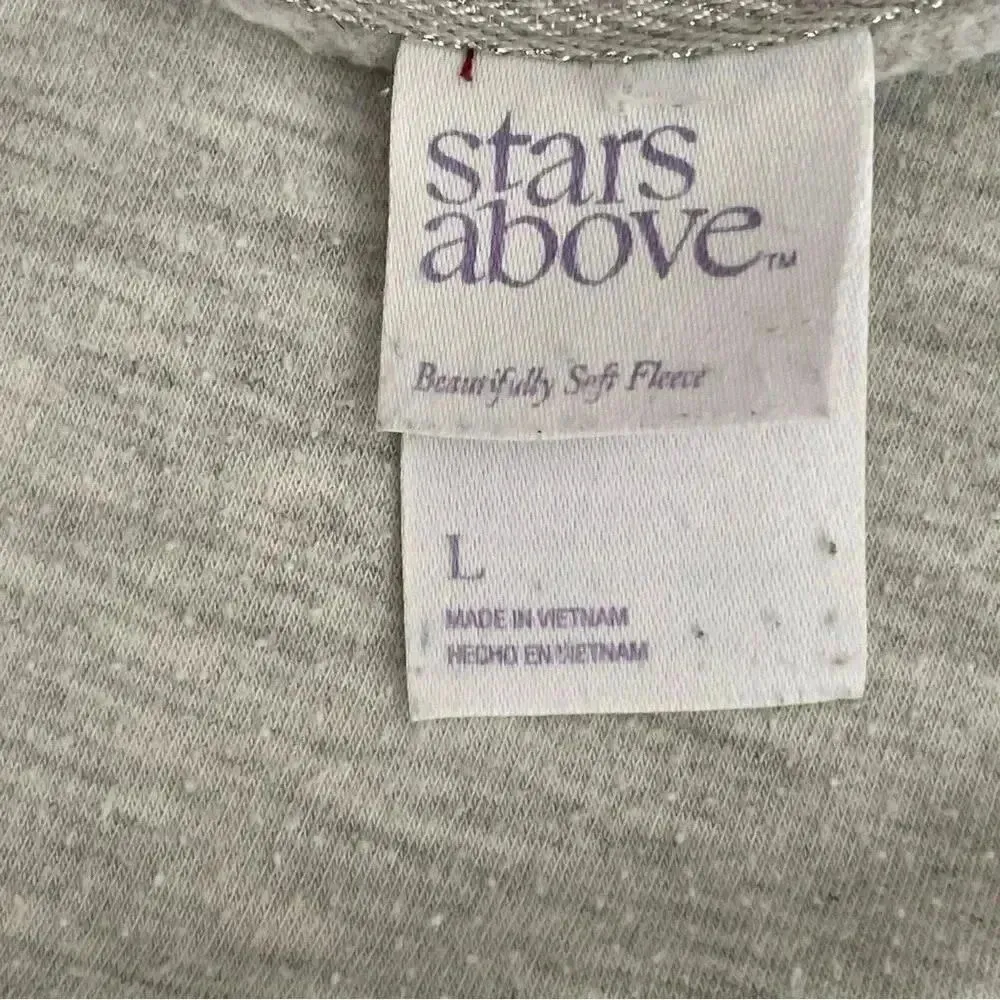 stars
above™
Beautifully Soft Fleece
L
MADE IN VIETNAM
HECHO EN VIETNAM